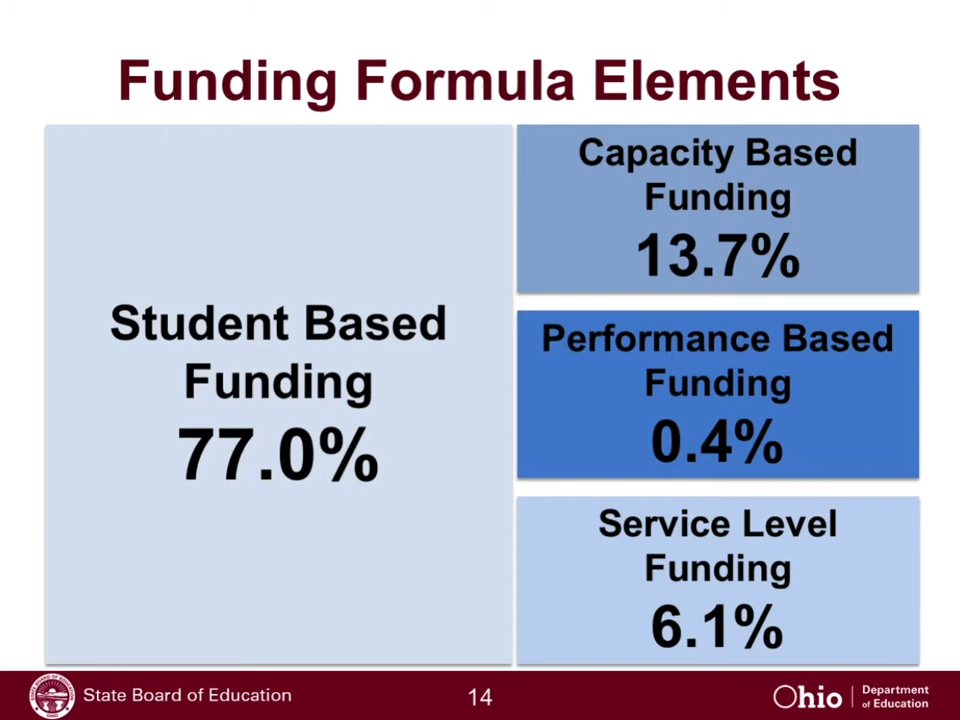 Funding Formula Elements
Student Based
Funding
77.0%
Capacity Based
Funding
13.7%
Performance Based
Funding
0.4%
Service Level
Funding
6.1%
State Board of Education
14
Ohio
Department
of Education